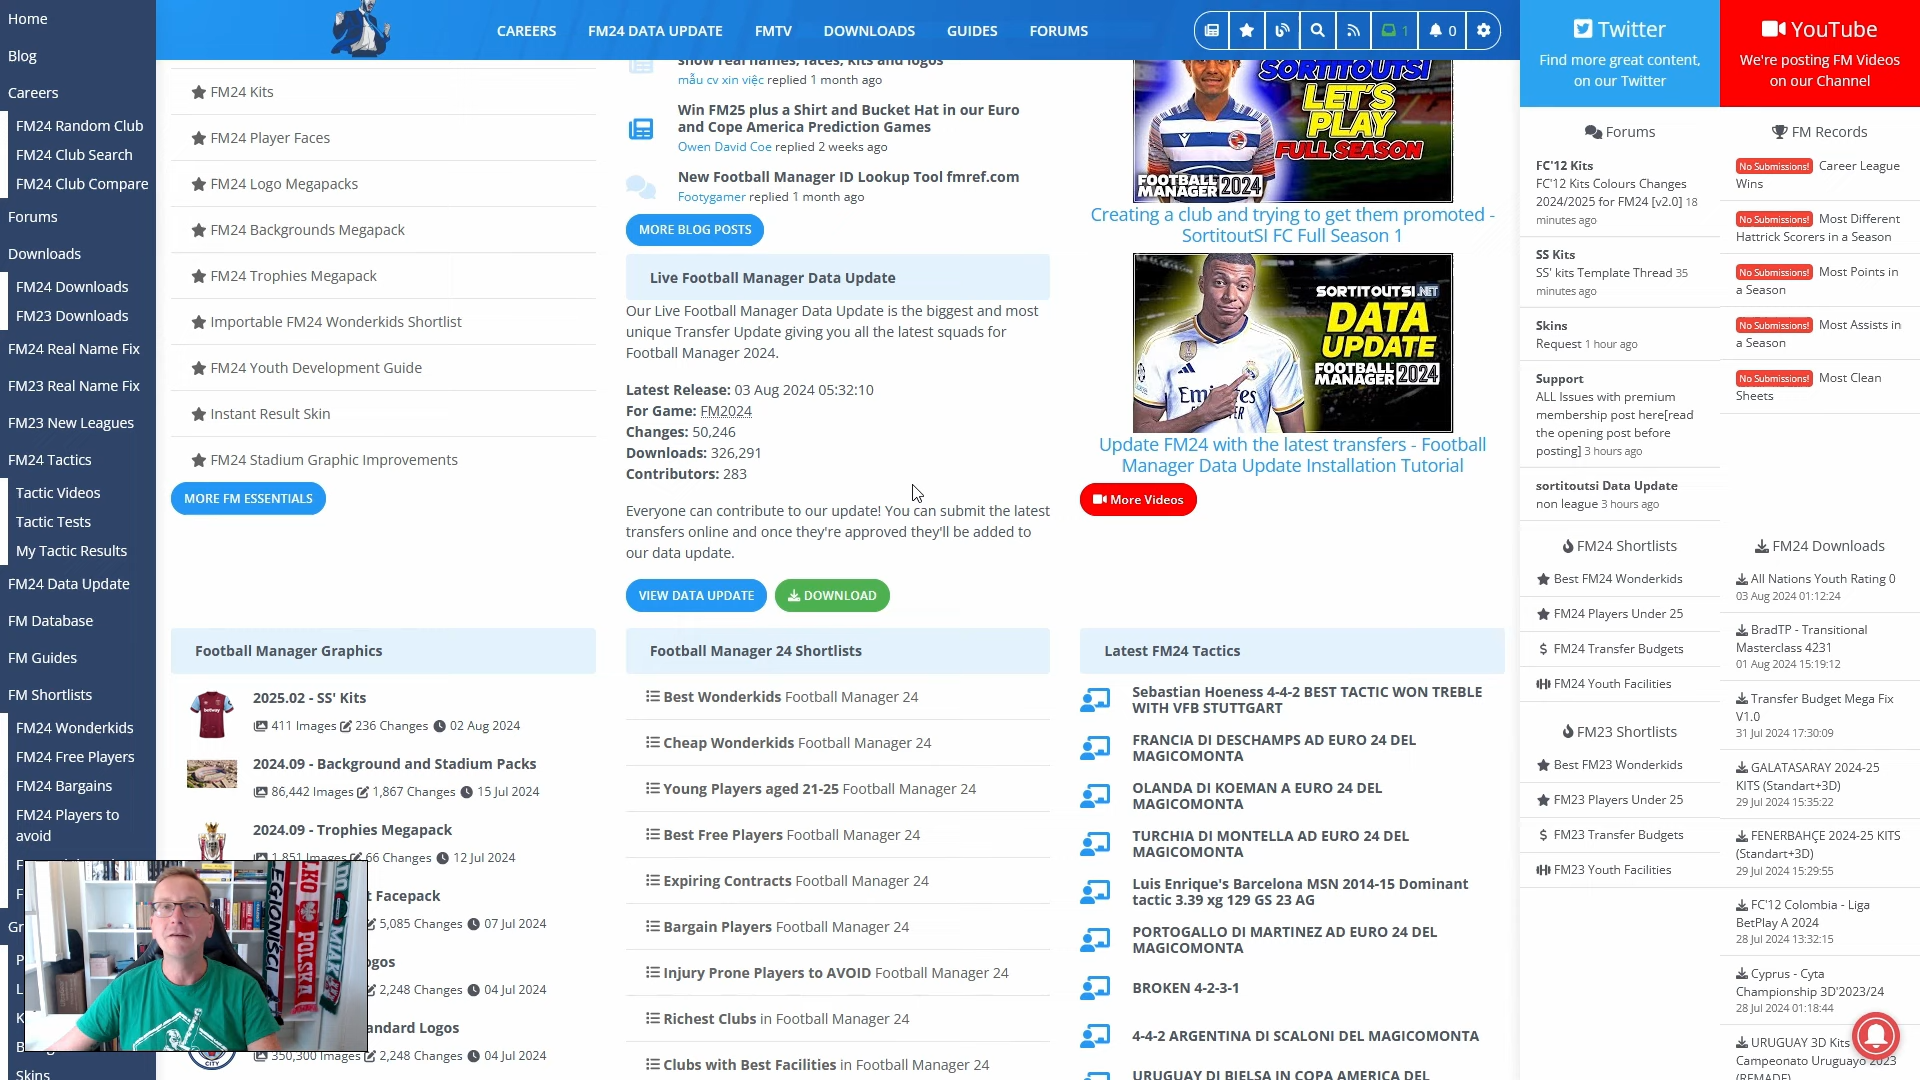 Home
Blog
Careers
FM24 Random Club
FM24 Club Search
FM24 Club Compare
Forums
Downloads
FM24 Downloads
FM23 Downloads
FM24 Real Name Fix
FM23 Real Name Fix
FM23 New Leagues
FM24 Tactics
Tactic Videos
Tactic Tests
My Tactic Results
FM24 Data Update
FM Database
FM Guides
FM Shortlists
FM24 Wonderkids
FM24 Free Players
FM24 Bargains
FM24 Players to
avoid
Skins
CAREERS FM24 DATA UPDATE FMTV DOWNLOADS GUIDES FORUMS
1
0
FM24 Kits
FM24 Player Faces
FM24 Logo Megapacks
FM24 Backgrounds Megapack
FM24 Trophies Megapack
Importable FM24 Wonderkids Shortlist
FM24 Youth Development Guide
Instant Result Skin
FM24 Stadium Graphic Improvements
MORE FM ESSENTIALS
show real names, faces, kits and logos
mẫu cv xin việc replied 1 month ago
Win FM25 plus a Shirt and Bucket Hat in our Euro
and Cope America Prediction Games
Owen David Coe replied 2 weeks ago
New Football Manager ID Lookup Tool fmref.com
Footygamer replied 1 month ago
MORE BLOG POSTS
Live Football Manager Data Update
Our Live Football Manager Data Update is the biggest and most
unique Transfer Update giving you all the latest squads for
Football Manager 2024.
Latest Release: 03 Aug 2024 05:32:10
For Game: FM2024
Changes: 50,246
Downloads: 326,291
Contributors: 283
Everyone can contribute to our update! You can submit the latest
transfers online and once they're approved they'll be added to
our data update.
VIEW DATA UPDATE DOWNLOAD
SORTITOUTSI
LET'S
PLAY
FULL SEASON
FOOTBALL
MANAGER 2024
Creating a club and trying to get them promoted -
SortitoutSI FC Full Season 1
SORTITOUTSI.NET
DATA
UPDATE
FOOTBALL
MANAGER 2024
Emirates
Update FM24 with the latest transfers - Football
Manager Data Update Installation Tutorial
More Videos
Football Manager Graphics
2025.02 - SS' Kits
411 Images 236 Changes 02 Aug 2024
2024.09 - Background and Stadium Packs
86,442 Images 1,867 Changes 15 Jul 2024
2024.09 - Trophies Megapack
1,851 Images 66 Changes 12 Jul 2024
Facepack
5,085 Changes 07 Jul 2024
2,248 Changes 04 Jul 2024
Logos
350,300 Images 2,248 Changes 04 Jul 2024
CITY
POLSKA
Football Manager 24 Shortlists
Best Wonderkids Football Manager 24
Cheap Wonderkids Football Manager 24
Young Players aged 21-25 Football Manager 24
Best Free Players Football Manager 24
Expiring Contracts Football Manager 24
Bargain Players Football Manager 24
Injury Prone Players to AVOID Football Manager 24
Richest Clubs in Football Manager 24
Clubs with Best Facilities in Football Manager 24
Latest FM24 Tactics
Sebastian Hoeness 4-4-2 BEST TACTIC WON TREBLE
WITH VFB STUTTGART
FRANCIA DI DESCHAMPS AD EURO 24 DEL
MAGICOMONTA
OLANDA DI KOEMAN A EURO 24 DEL
MAGICOMONTA
TURCHIA DI MONTELLA AD EURO 24 DEL
MAGICOMONTA
Luis Enrique's Barcelona MSN 2014-15 Dominant
tactic 3.39 xg 129 GS 23 AG
PORTOGALLO DI MARTINEZ AD EURO 24 DEL
MAGICOMONTA
BROKEN 4-2-3-1
4-4-2 ARGENTINA DI SCALONI DEL MAGICOMONTA
URUGUAY DI BIELSA IN COPA AMERICA DEL
Twitter
Find more great content,
on our Twitter
Forums
FC'12 Kits
FC'12 Kits Colours Changes
2024/2025 for FM24 [v2.0] 18
minutes ago
SS Kits
SS' kits Template Thread 35
minutes ago
Skins
Request 1 hour ago
Support
ALL Issues with premium
membership post here[read
the opening post before
posting] 3 hours ago
sortitoutsi Data Update
non league 3 hours ago
FM24 Shortlists
Best FM24 Wonderkids
FM24 Players Under 25
FM24 Transfer Budgets
FM24 Youth Facilities
FM23 Shortlists
Best FM23 Wonderkids
FM23 Players Under 25
FM23 Transfer Budgets
FM23 Youth Facilities
YouTube
We're posting FM Videos
on our Channel
FM Records
No Submissions! Career League
Wins
No Submissions! Most Different
Hattrick Scorers in a Season
No Submissions! Most Points in
a Season
No Submissions! Most Assists in
a Season
No Submissions! Most Clean
Sheets
FM24 Downloads
All Nations Youth Rating 0
03 Aug 2024 01:12:24
BradTP - Transitional
Masterclass 4231
01 Aug 2024 15:19:12
Transfer Budget Mega Fix
V1.0
31 Jul 2024 17:30:09
GALATASARAY 2024-25
KITS (Standart+3D)
29 Jul 2024 15:35:22
FENERBAHÇE 2024-25 KITS
(Standart+3D)
29 Jul 2024 15:29:55
FC'12 Colombia - Liga
BetPlay A 2024
28 Jul 2024 13:32:15
Cyprus - Cyta
Championship 3D'2023/24
28 Jul 2024 01:18:44
URUGUAY 3D Kits
Campeonato Uruguayo 2023
(REMADE)